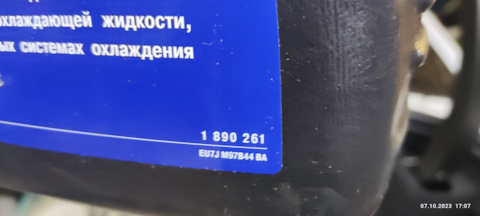 охлаждающей жидкости,
ых системах охлаждения
1 890 261
EU7J M97B44 BA
07.10.2023 17:07